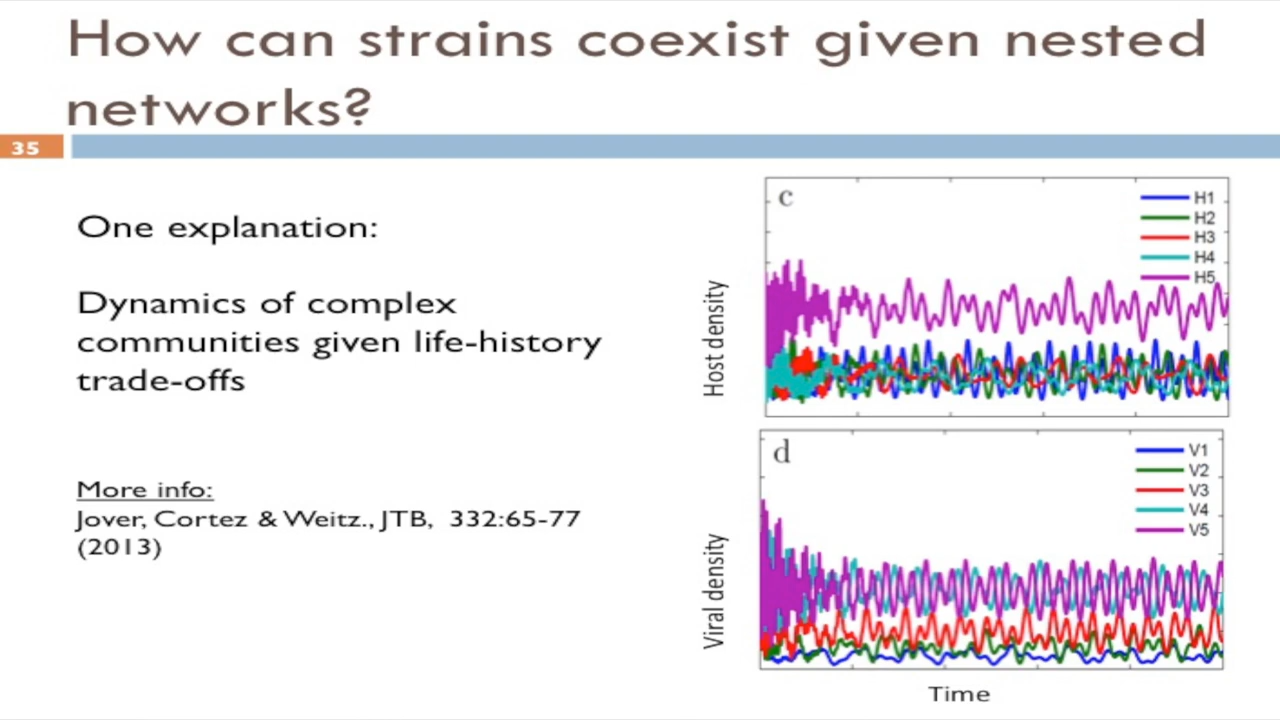 How can strains coexist given nested
networks?
35
One explanation:
Dynamics of complex
communities given life-history
trade-offs
More info:
Jover, Cortez & Weitz., JTB, 332:65-77
(2013)
c
H1
H2
H3
H4
H5
Host density
d
V1
V2
V3
V4
V5
Viral density
Time